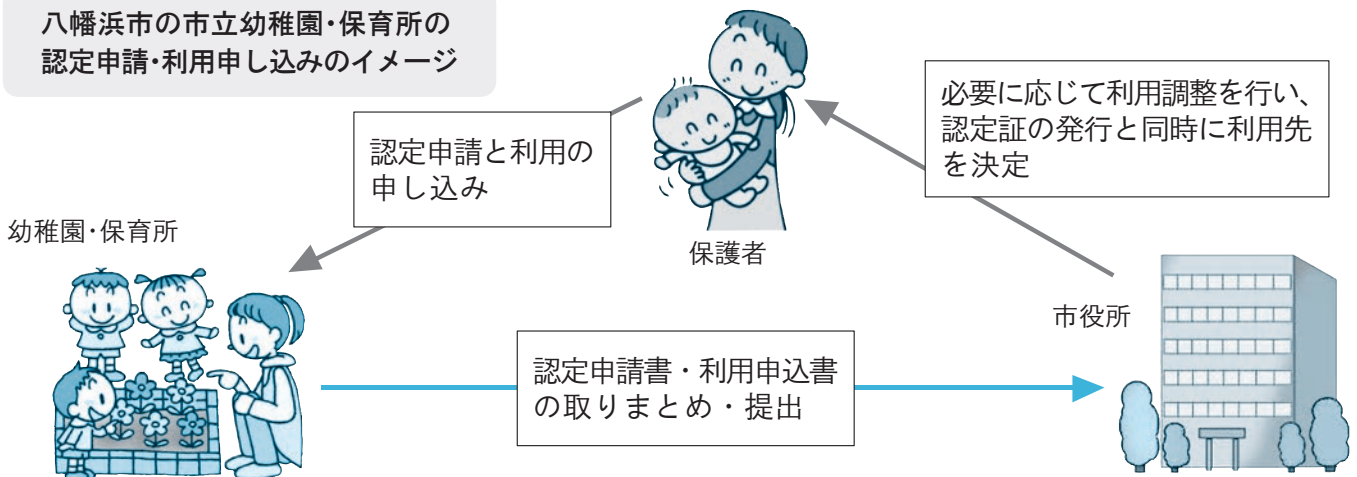 八幡浜市の市立幼稚園・保育所の
認定申請・利用申し込みのイメージ
必要に応じて利用調整を行い、
認定証の発行と同時に利用先
を決定
認定申請と利用の
申し込み
幼稚園・保育所
保護者
市役所
認定申請書・利用申込書
の取りまとめ・提出